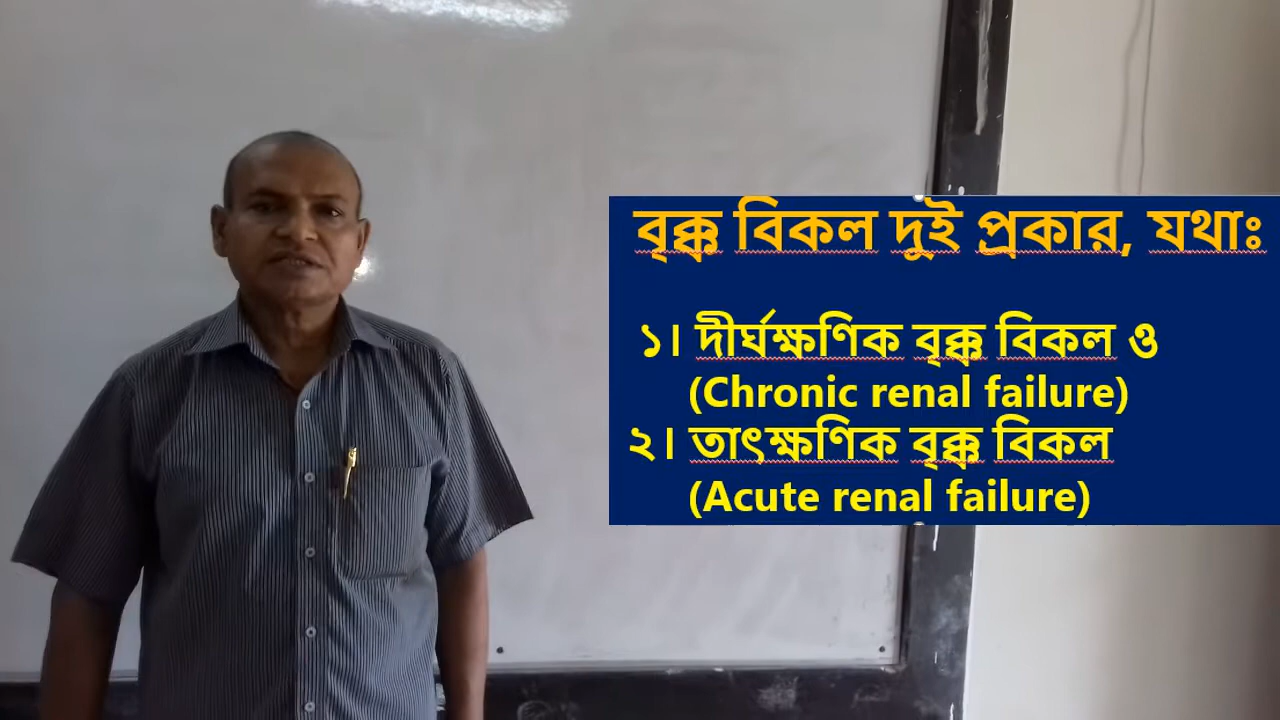 বৃক্ক বিকল দুই প্রকার, যথাঃ
১। দীর্ঘক্ষণিক বৃক্ক বিকল ও
(Chronic renal failure)
২। তাৎক্ষণিক বৃক্ক বিকল
(Acute renal failure)